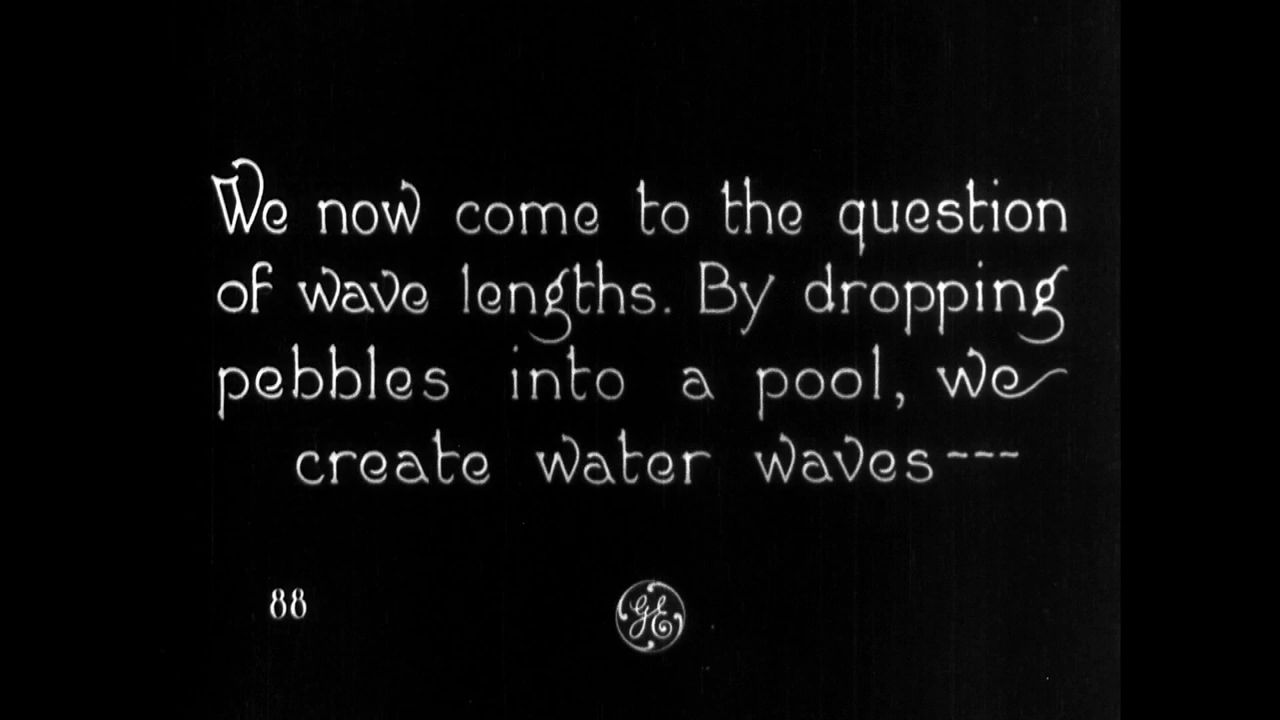 We now come to the question
of wave lengths. By dropping
pebbles into a pool, we
create water waves---
88
GE